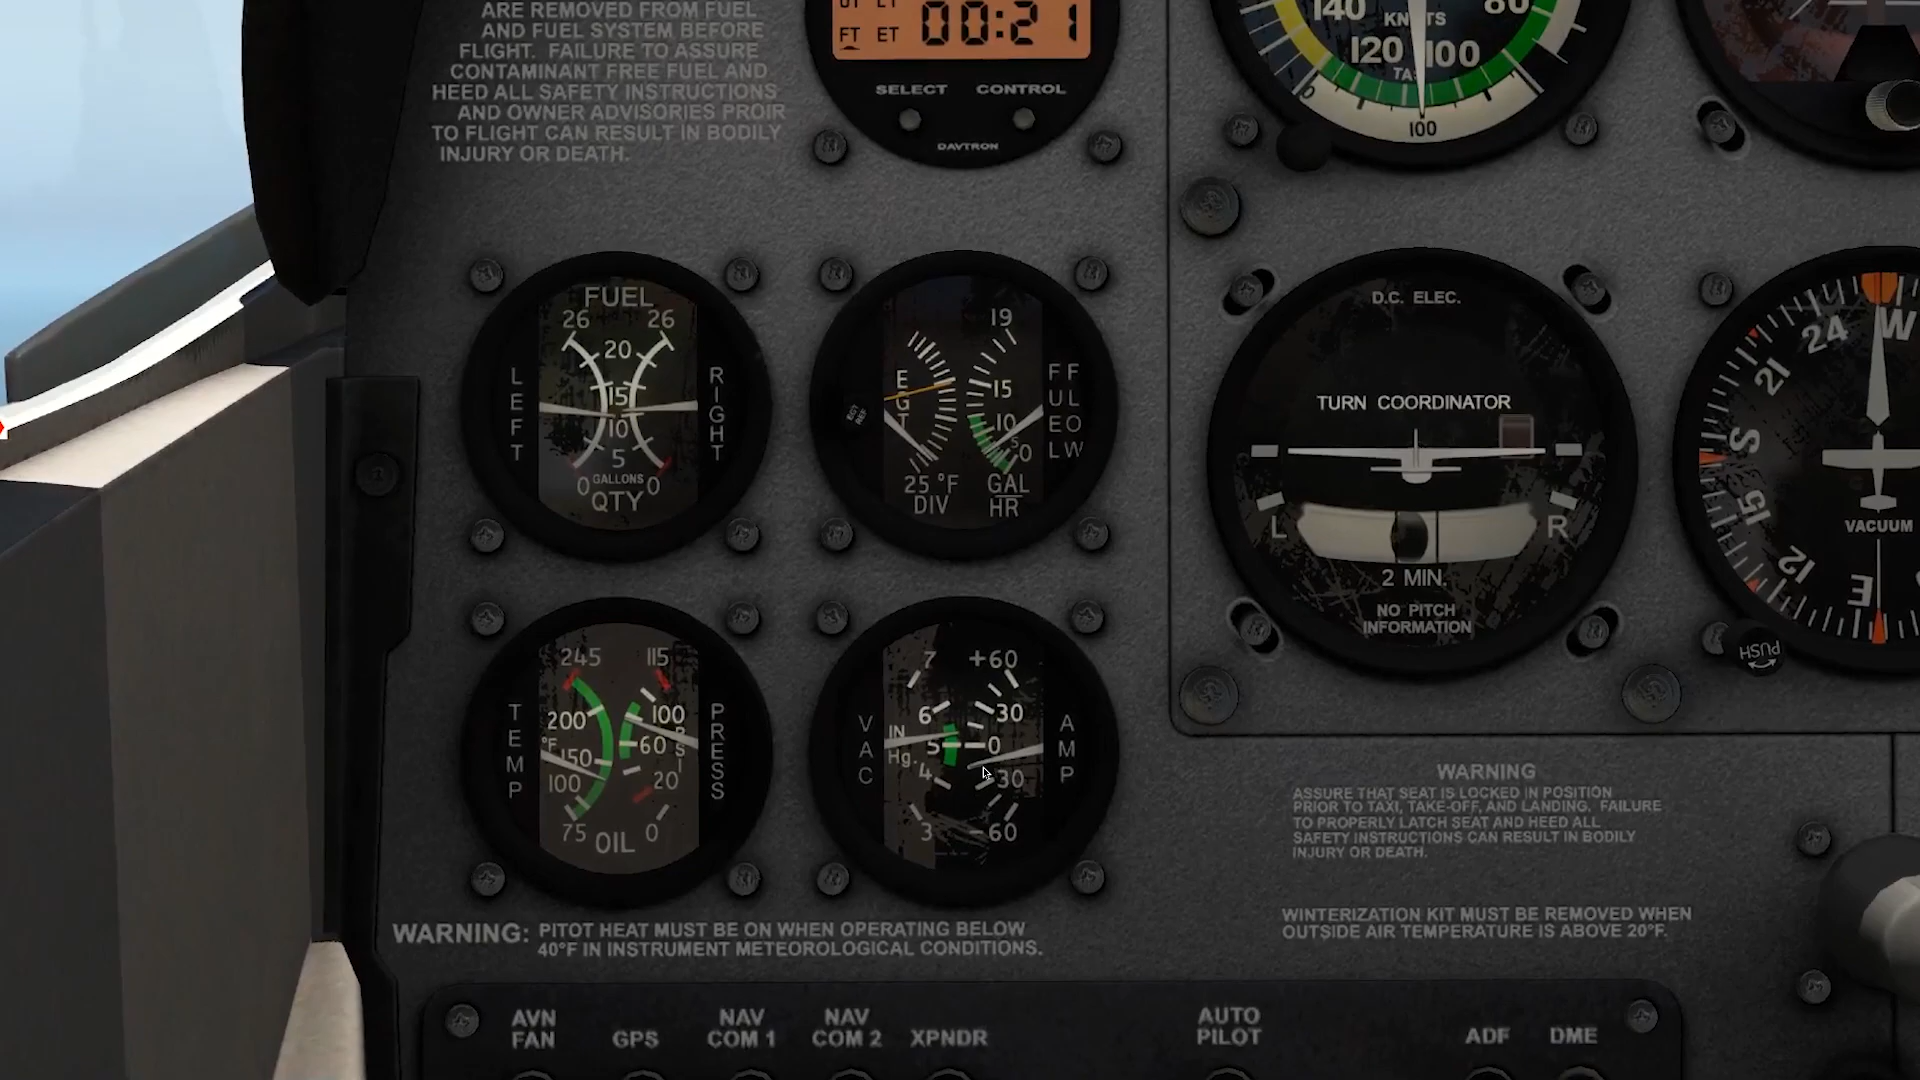 ARE REMOVED FROM FUEL
AND FUEL SYSTEM BEFORE
FLIGHT. FAILURE TO ASSURE
CONTAMINANT FREE FUEL AND
HEED ALL SAFETY INSTRUCTIONS
AND OWNER ADVISORIES PROIR
TO FLIGHT CAN RESULT IN BODILY
INJURY OR DEATH.
FT ET 00:21
SELECT CONTROL
DAVTRON
140 KNOTS 80
120 100
TAS
100
FUEL
26 26
20
15
10
5
0 GALLONS 0
QTY
LEFT
RIGHT
19
15
10
5
0
EGT
EGT REF
25 °F
DIV
GAL
HR
FUEL
FLOW
D.C. ELEC.
TURN COORDINATOR
L R
2 MIN.
NO PITCH
INFORMATION
24 W
21
S
15
12
E
VACUUM
PUSH
245 115
200 100
°F PSI
150 60
100 20
75 OIL 0
TEMP
PRESS
7 +60
6 30
IN
Hg.
5 0
4 30
3 -60
VAC
AMP
WARNING
ASSURE THAT SEAT IS LOCKED IN POSITION
PRIOR TO TAXI, TAKE-OFF, AND LANDING. FAILURE
TO PROPERLY LATCH SEAT AND HEED ALL
SAFETY INSTRUCTIONS CAN RESULT IN BODILY
INJURY OR DEATH.
WARNING: PITOT HEAT MUST BE ON WHEN OPERATING BELOW
40°F IN INSTRUMENT METEOROLOGICAL CONDITIONS.
WINTERIZATION KIT MUST BE REMOVED WHEN
OUTSIDE AIR TEMPERATURE IS ABOVE 20°F.
AVN
FAN
GPS
NAV
COM 1
NAV
COM 2
XPNDR
AUTO
PILOT
ADF
DME